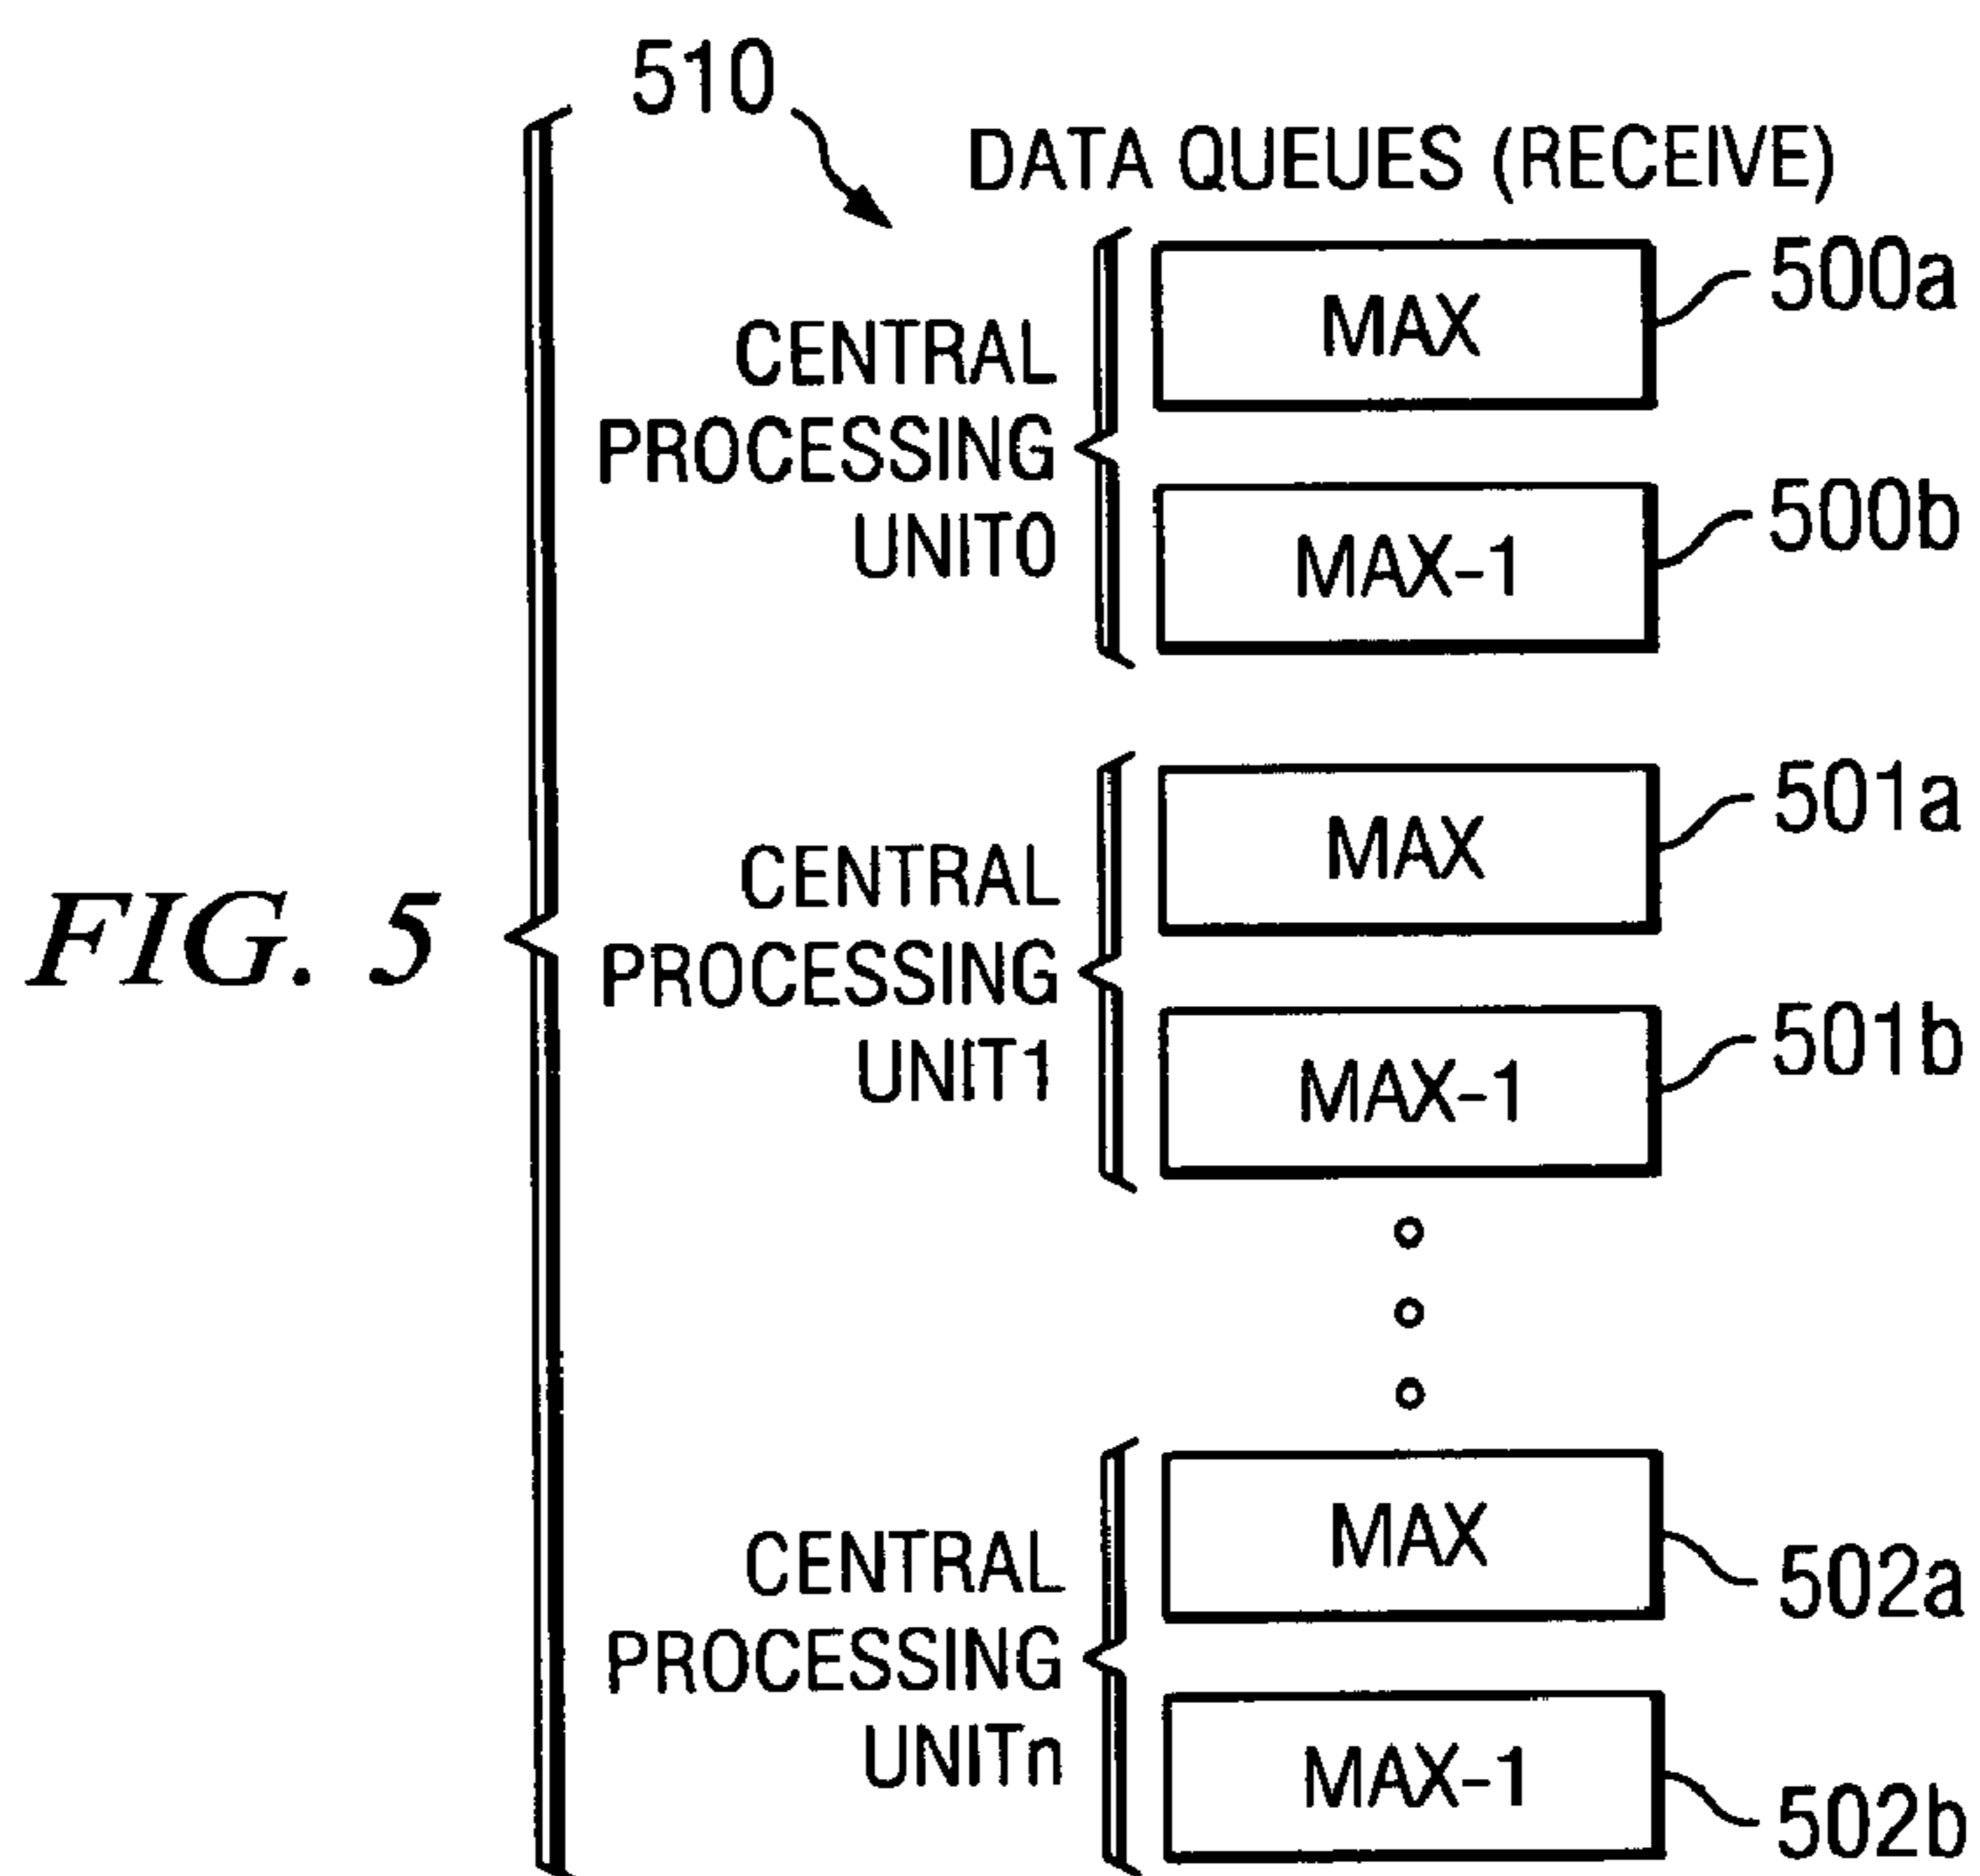 510
DATA QUEUES (RECEIVE)
CENTRAL
PROCESSING
UNIT0
MAX
500a
MAX-1
500b
FIG. 5
CENTRAL
PROCESSING
UNIT1
MAX
501a
MAX-1
501b
CENTRAL
PROCESSING
UNITn
MAX
502a
MAX-1
502b